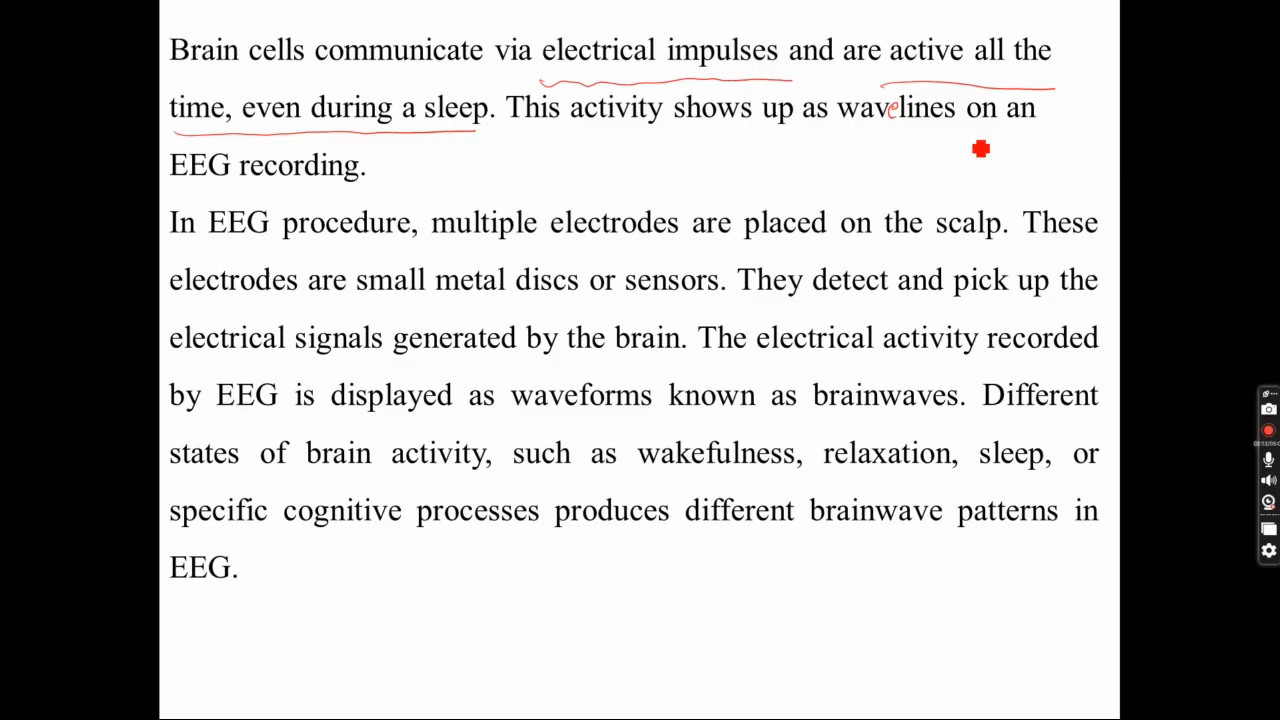 Brain cells communicate via electrical impulses and are active all the
time, even during a sleep. This activity shows up as wavelines on an
EEG recording.
In EEG procedure, multiple electrodes are placed on the scalp. These
electrodes are small metal discs or sensors. They detect and pick up the
electrical signals generated by the brain. The electrical activity recorded
by EEG is displayed as waveforms known as brainwaves. Different
states of brain activity, such as wakefulness, relaxation, sleep, or
specific cognitive processes produces different brainwave patterns in
EEG.